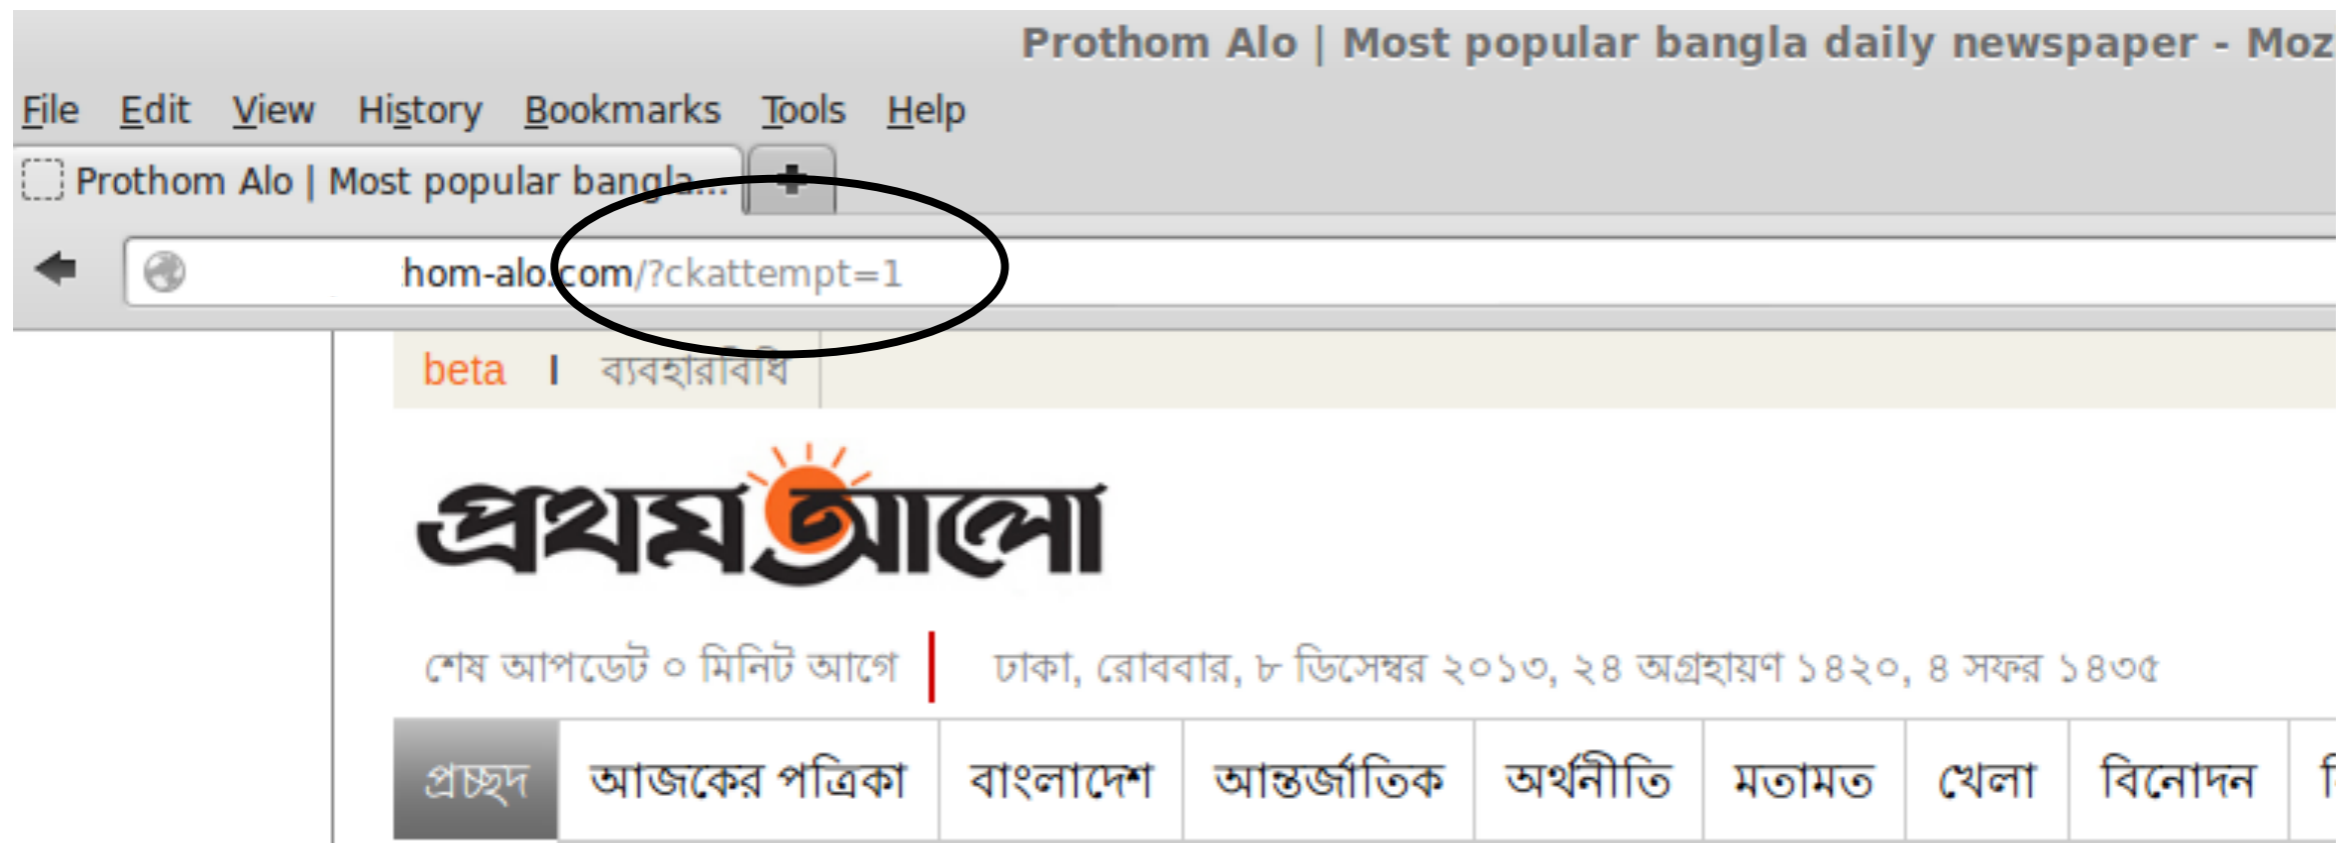 Prothom Alo | Most popular bangla daily newspaper - Moz
File Edit View History Bookmarks Tools Help
Prothom Alo | Most popular bangla...
hom-alo.com/?ckattempt=1
beta I ব্যবহারবিধি
প্রথম আলো
শেষ আপডেট ০ মিনিট আগে ঢাকা, রোববার, ৮ ডিসেম্বর ২০১৩, ২৪ অগ্রহায়ণ ১৪২০, ৪ সফর ১৪৩৫
প্রচ্ছদ আজকের পত্রিকা বাংলাদেশ আন্তর্জাতিক অর্থনীতি মতামত খেলা বিনোদন